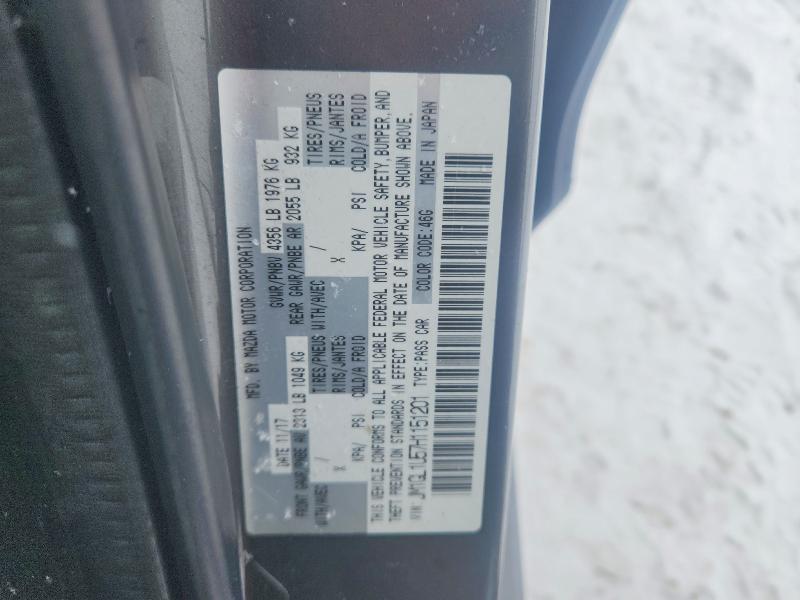 MFD. BY MAZDA MOTOR CORPORATION
DATE 11/17 GVWR/PNBV 4356 LB 1976 KG
FRONT GAWR/PNBE AV 2313 LB 1049 KG REAR GAWR/PNBE AR 2055 LB 932 KG
WITH/AVEC / TIRES/PNEUS WITH/AVEC / TIRES/PNEUS
X RIMS/JANTES X RIMS/JANTES
KPA/ PSI COLD/A FROID KPA/ PSI COLD/A FROID
THIS VEHICLE CONFORMS TO ALL APPLICABLE FEDERAL MOTOR VEHICLE SAFETY, BUMPER, AND
THEFT PREVENTION STANDARDS IN EFFECT ON THE DATE OF MANUFACTURE SHOWN ABOVE.
VIN: JM1GL1U57H1151201 TYPE:PASS CAR COLOR CODE:46G MADE IN JAPAN